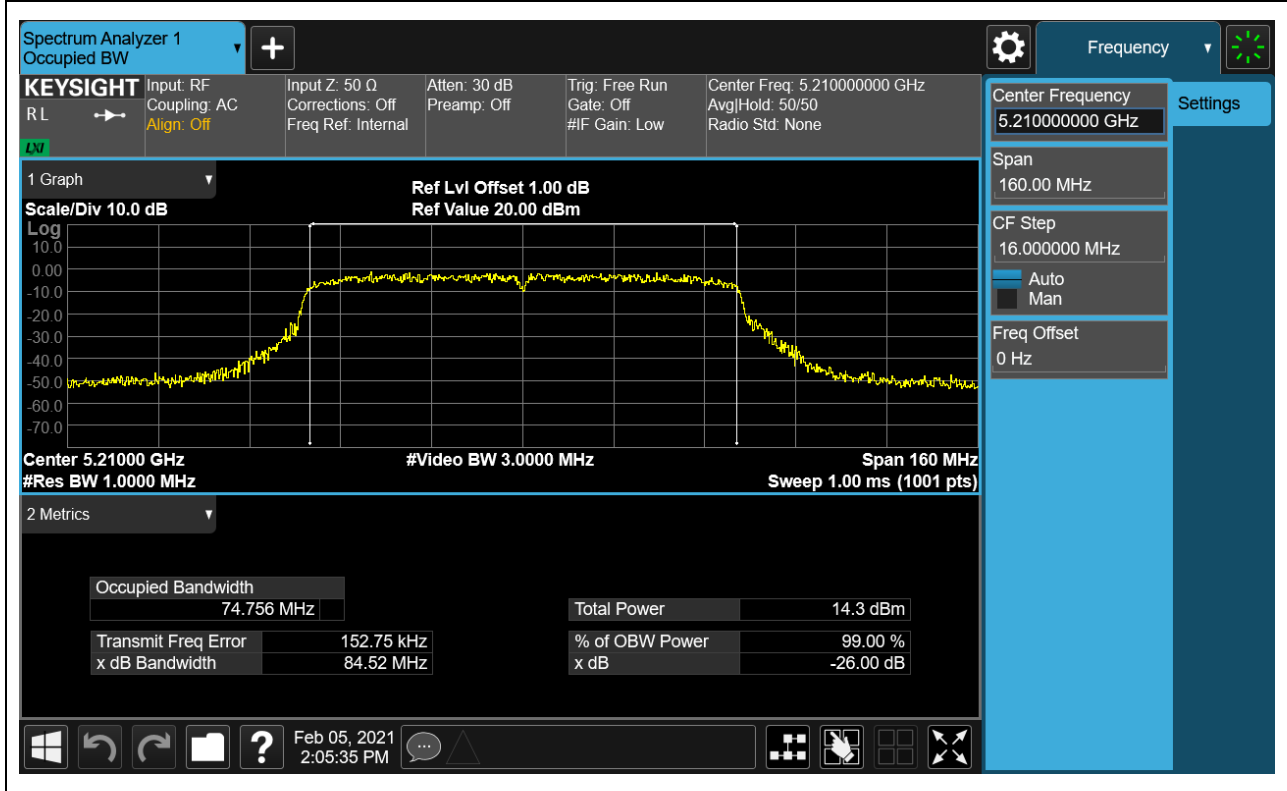 Spectrum Analyzer 1
Occupied BW
Frequency
KEYSIGHT
R L
LXI
Input: RF
Coupling: AC
Align: Off
Input Z: 50 Ω
Corrections: Off
Freq Ref: Internal
Atten: 30 dB
Preamp: Off
Trig: Free Run
Gate: Off
#IF Gain: Low
Center Freq: 5.210000000 GHz
Avg|Hold: 50/50
Radio Std: None
Center Frequency
5.210000000 GHz
Settings
Span
160.00 MHz
CF Step
16.000000 MHz
Auto
Man
Freq Offset
0 Hz
1 Graph
Scale/Div 10.0 dB
Ref Lvl Offset 1.00 dB
Ref Value 20.00 dBm
Log
10.0
0.00
-10.0
-20.0
-30.0
-40.0
-50.0
-60.0
-70.0
Center 5.21000 GHz
#Video BW 3.0000 MHz
Span 160 MHz
#Res BW 1.0000 MHz
Sweep 1.00 ms (1001 pts)
2 Metrics
Occupied Bandwidth
74.756 MHz
Total Power 14.3 dBm
Transmit Freq Error 152.75 kHz
% of OBW Power 99.00 %
x dB Bandwidth 84.52 MHz
x dB -26.00 dB
Feb 05, 2021
2:05:35 PM